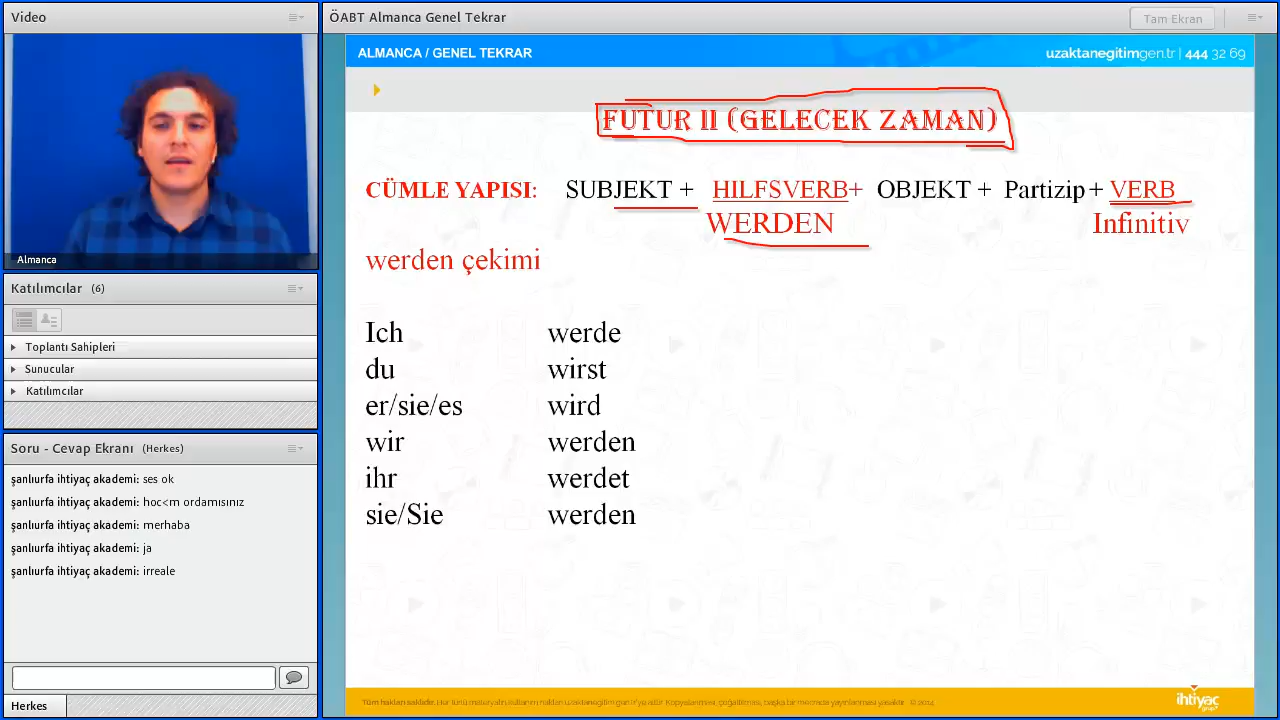 Video
Almanca
Katılımcılar (6)
Toplantı Sahipleri
Sunucular
Katılımcılar
Soru - Cevap Ekranı (Herkes)
şanlıurfa ihtiyaç akademi: ses ok
şanlıurfa ihtiyaç akademi: hoc<m ordamısınız
şanlıurfa ihtiyaç akademi: merhaba
şanlıurfa ihtiyaç akademi: ja
şanlıurfa ihtiyaç akademi: irreale
Herkes
ÖABT Almanca Genel Tekrar
Tam Ekran
ALMANCA / GENEL TEKRAR
uzaktanegitimgen.tr | 444 32 69
FUTUR II (GELECEK ZAMAN)
CÜMLE YAPISI: SUBJEKT + HILFSVERB+ OBJEKT + Partizip + VERB
WERDEN Infinitiv
werden çekimi
Ich werde
du wirst
er/sie/es wird
wir werden
ihr werdet
sie/Sie werden
Tüm hakları saklıdır.
© 2014
ihtiyaç